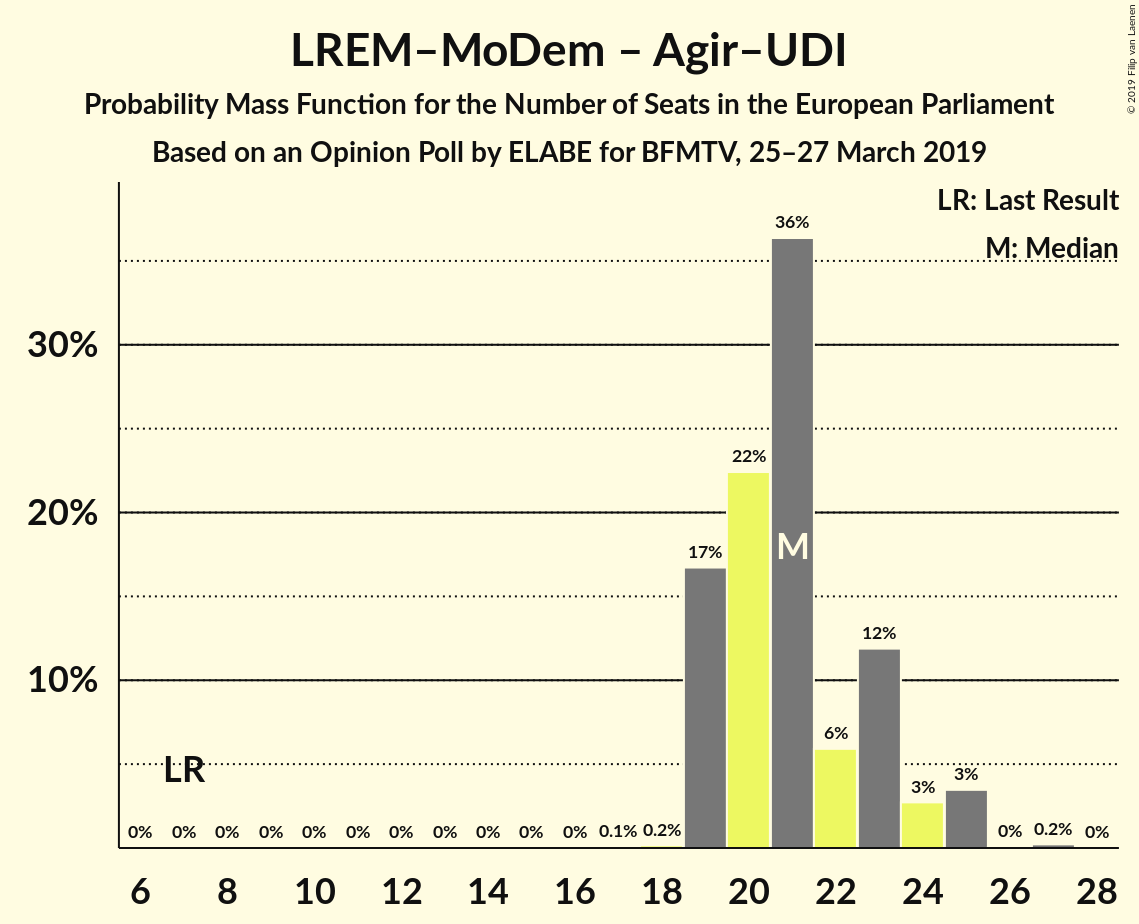 LREM–MoDem – Agir–UDI
Probability Mass Function for the Number of Seats in the European Parliament
Based on an Opinion Poll by ELABE for BFMTV, 25–27 March 2019
© 2019 Filip van Laenen
LR: Last Result
M: Median
36%
30%
22%
20%
17%
M
12%
10%
6%
LR
3%
3%
0% 0% 0% 0% 0% 0% 0% 0% 0% 0% 0% 0.1% 0.2% 0% 0.2% 0%
6 8 10 12 14 16 18 20 22 24 26 28